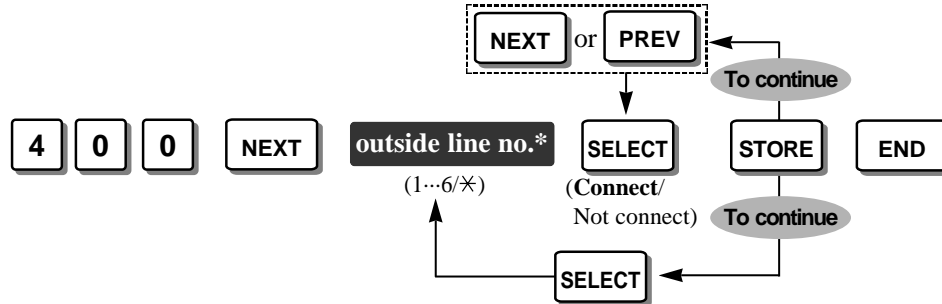 NEXT or PREV
To continue
4 0 0 NEXT outside line no.* SELECT STORE END
(1···6/✳) (Connect/
Not connect)
To continue
SELECT